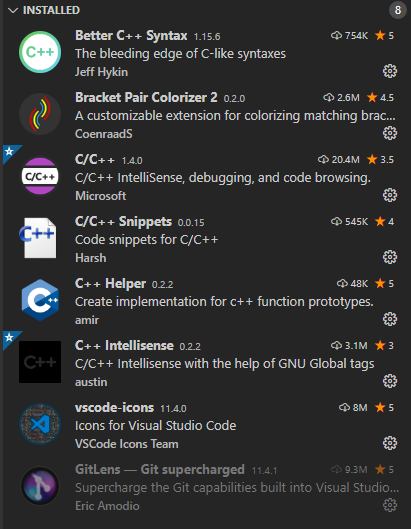 INSTALLED 8
Better C++ Syntax 1.15.6 754K 5
The bleeding edge of C-like syntaxes
Jeff Hykin
Bracket Pair Colorizer 2 0.2.0 2.6M 4.5
A customizable extension for colorizing matching brac...
CoenraadS
C/C++ 1.4.0 20.4M 3.5
C/C++ IntelliSense, debugging, and code browsing.
Microsoft
C/C++ Snippets 0.0.15 545K 4
Code snippets for C/C++
Harsh
C++ Helper 0.2.2 48K 5
Create implementation for c++ function prototypes.
amir
C++ Intellisense 0.2.2 3.1M 3
C/C++ Intellisense with the help of GNU Global tags
austin
vscode-icons 11.4.0 8M 5
Icons for Visual Studio Code
VSCode Icons Team
GitLens — Git supercharged 11.4.1 9.3M 5
Supercharge the Git capabilities built into Visual Studio...
Eric Amodio
C++
C/C++
C++
C++
C++